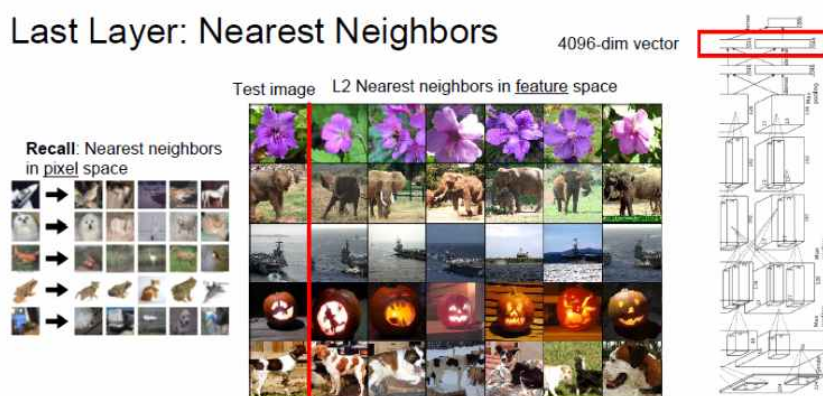 Last Layer: Nearest Neighbors
4096-dim vector
Test image
L2 Nearest neighbors in feature space
Recall: Nearest neighbors
in pixel space